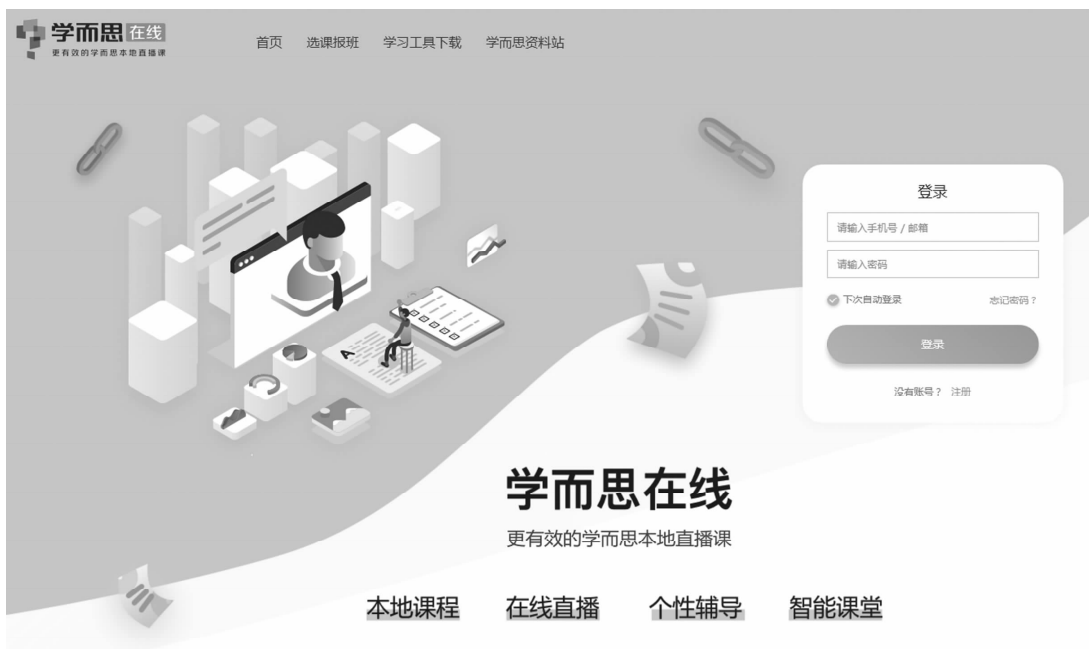 学而思在线
更有效的学而思本地直播课
首页 选课报班 学习工具下载 学而思资料站
登录
请输入手机号 / 邮箱
请输入密码
下次自动登录 忘记密码？
登录
没有账号？ 注册
A
学而思在线
更有效的学而思本地直播课
本地课程 在线直播 个性辅导 智能课堂